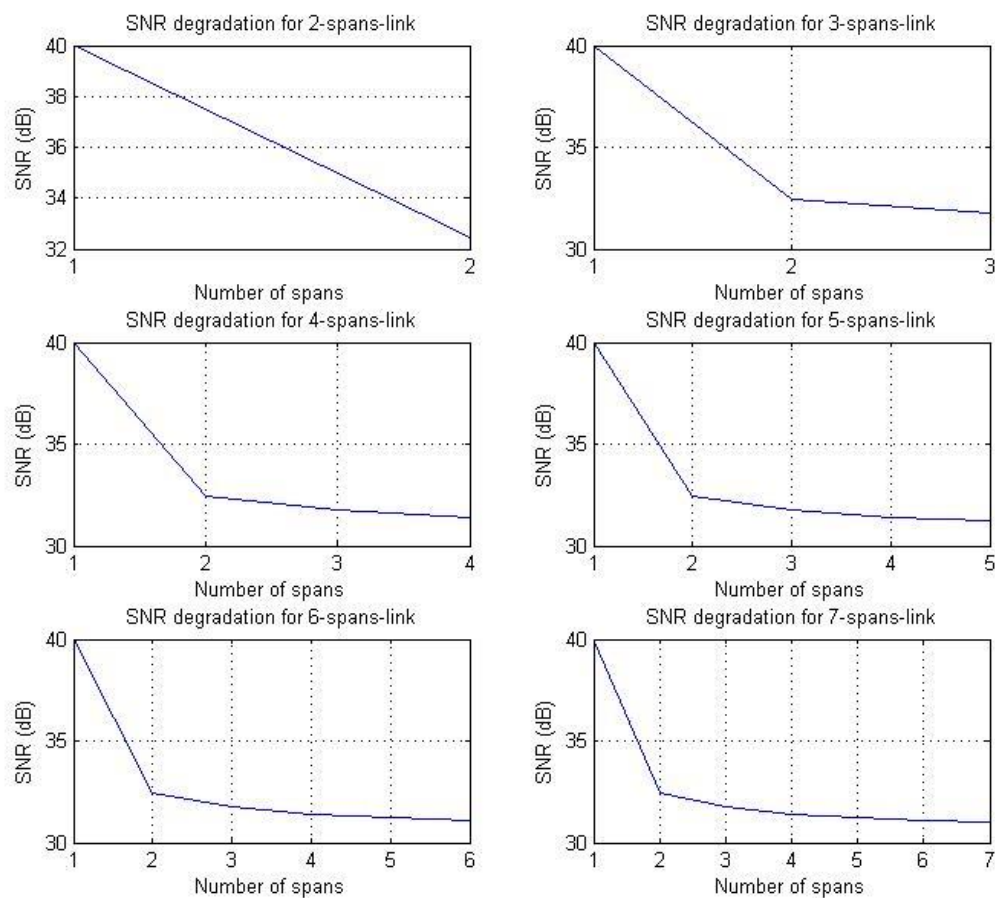 SNR degradation for 2-spans-link
40
38
36
34
32
SNR (dB)
1 2
Number of spans
SNR degradation for 3-spans-link
40
35
30
SNR (dB)
1 2 3
Number of spans
SNR degradation for 4-spans-link
40
35
30
SNR (dB)
1 2 3 4
Number of spans
SNR degradation for 5-spans-link
40
35
30
SNR (dB)
1 2 3 4 5
Number of spans
SNR degradation for 6-spans-link
40
35
30
SNR (dB)
1 2 3 4 5 6
Number of spans
SNR degradation for 7-spans-link
40
35
30
SNR (dB)
1 2 3 4 5 6 7
Number of spans